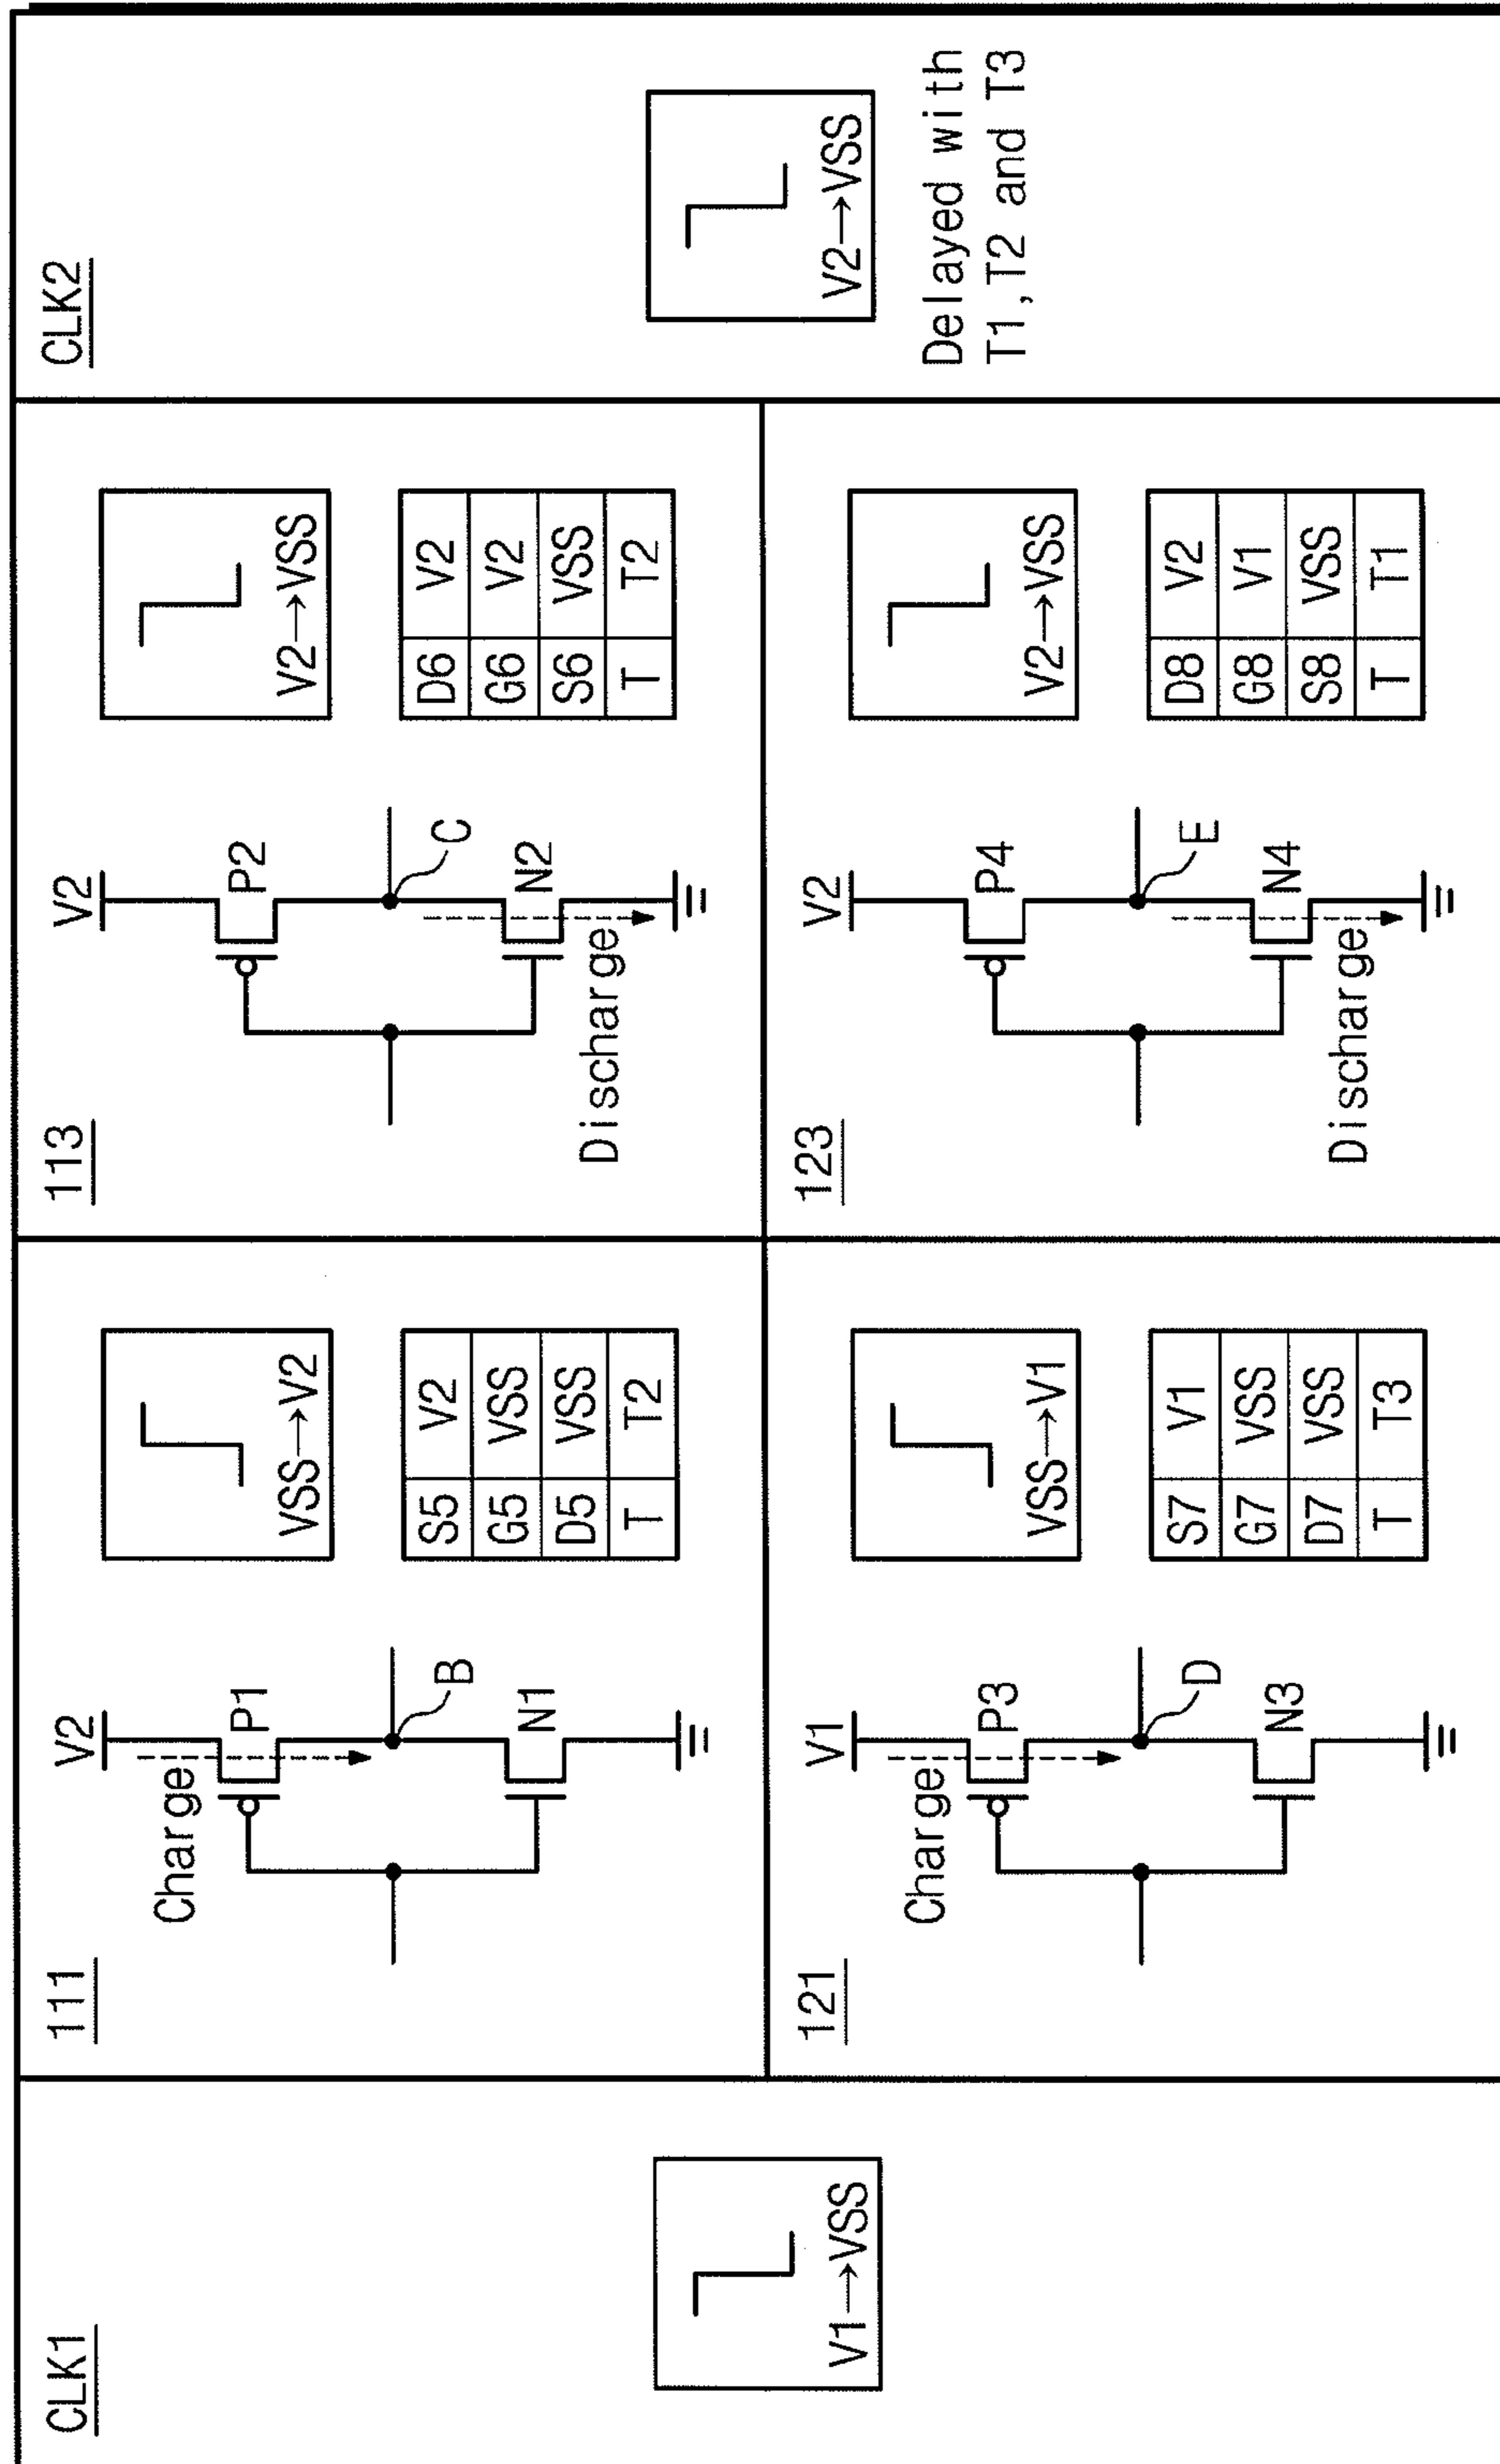 CLK1
V1→VSS
111
Charge
V2
P1
B
N1
VSS→V2
S5 V2
G5 VSS
D5 VSS
T T2
113
V2
P2
C
N2
Discharge
V2→VSS
D6 V2
G6 V2
S6 VSS
T T2
121
Charge
V1
P3
D
N3
VSS→V1
S7 V1
G7 VSS
D7 VSS
T T3
123
V2
P4
E
N4
Discharge
V2→VSS
D8 V2
G8 V1
S8 VSS
T T1
CLK2
V2→VSS
Delayed with
T1,T2 and T3